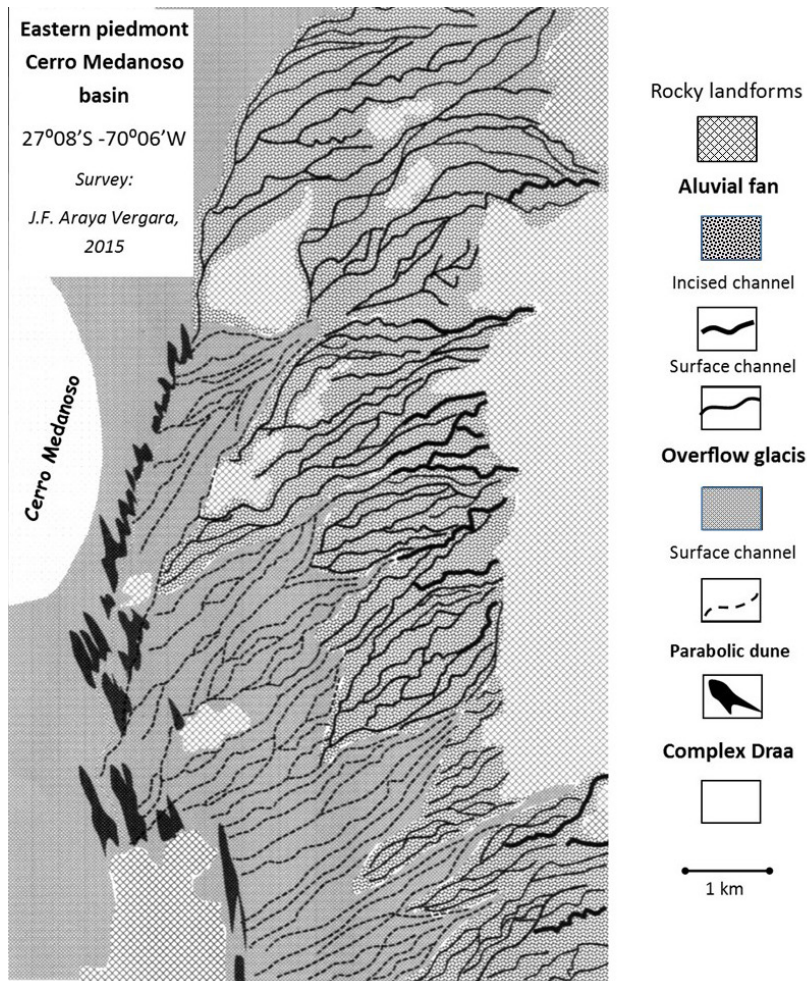 Eastern piedmont
Cerro Medanoso
basin
27º08’S -70º06’W
Survey:
J.F. Araya Vergara,
2015
Cerro Medanoso
Rocky landforms
Aluvial fan
Incised channel
Surface channel
Overflow glacis
Surface channel
Parabolic dune
Complex Draa
1 km